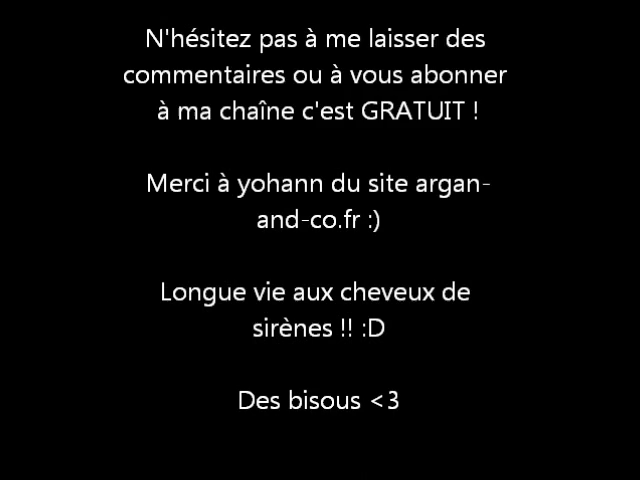 N'hésitez pas à me laisser des
commentaires ou à vous abonner
à ma chaîne c'est GRATUIT !
Merci à yohann du site argan-
and-co.fr :)
Longue vie aux cheveux de
sirènes !! :D
Des bisous <3